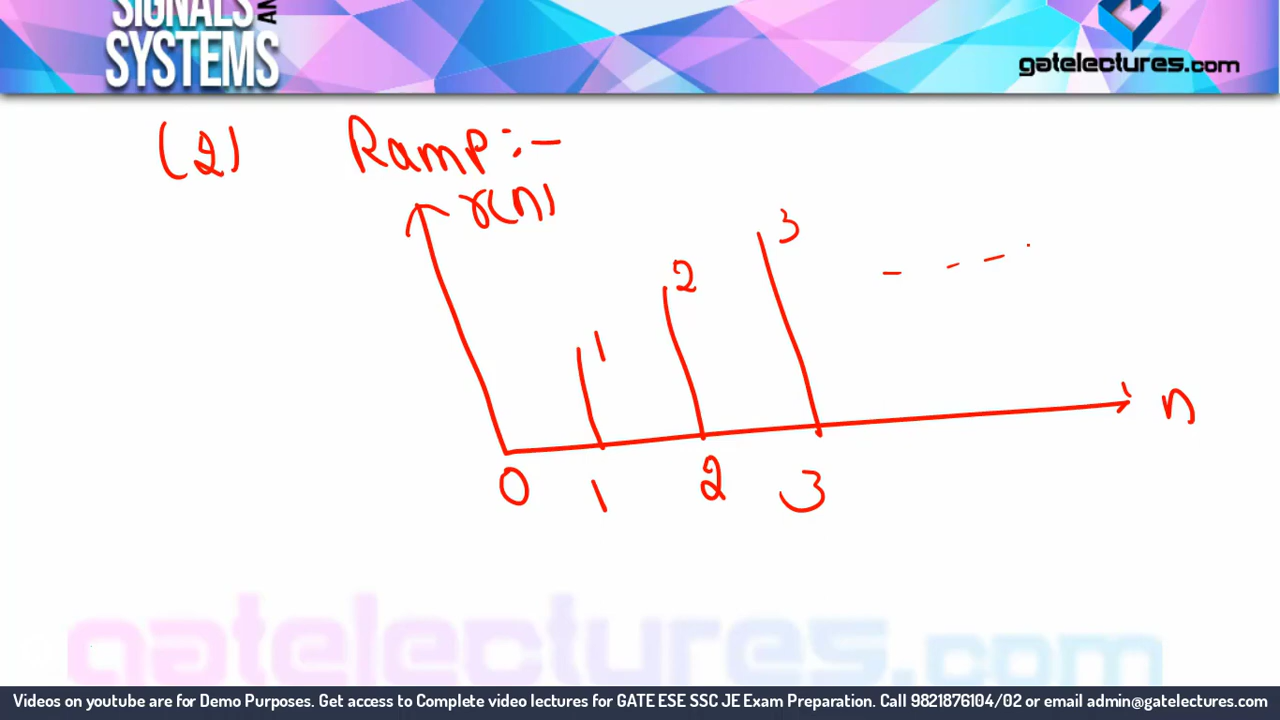 SIGNALS AND
SYSTEMS
gatelectures.com
(2) Ramp:-
r(n)
3
2
1
n
0 1 2 3
gatelectures.com
Videos on youtube are for Demo Purposes. Get access to Complete video lectures for GATE ESE SSC JE Exam Preparation. Call 9821876104/02 or email admin@gatelectures.com